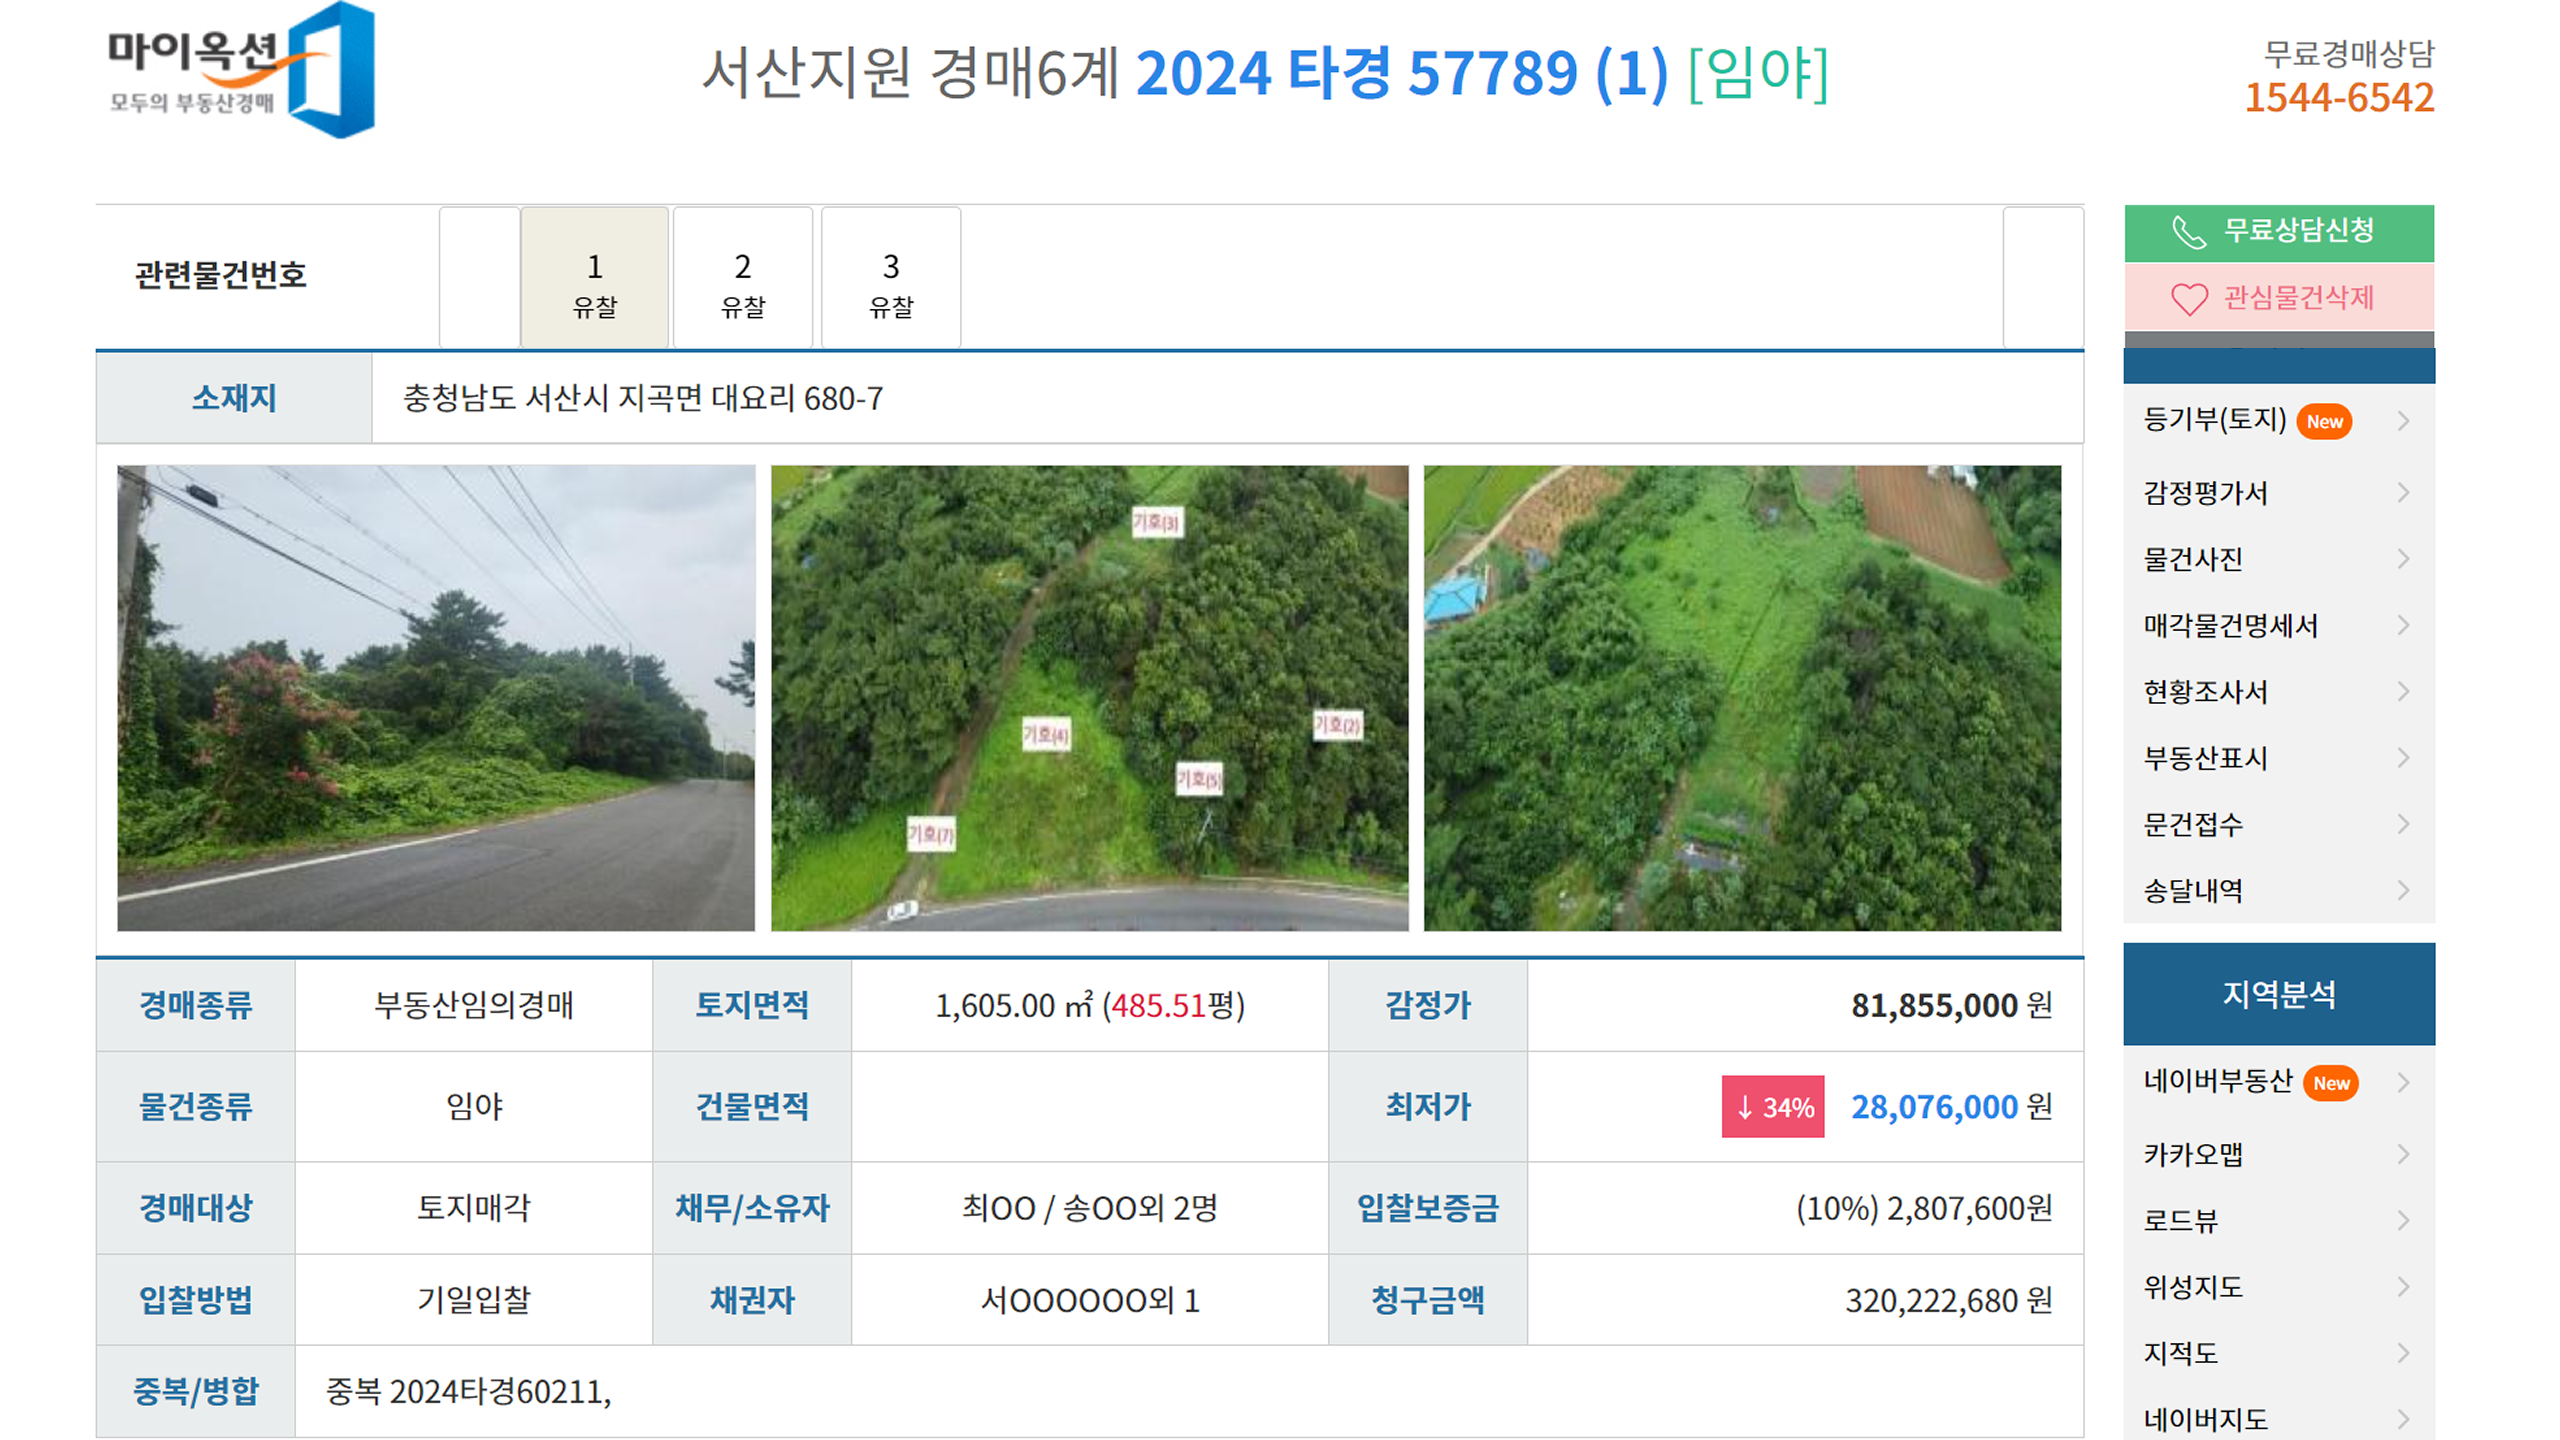 마이옥션
모두의 부동산경매
서산지원 경매6계 2024 타경 57789 (1) [임야]
무료경매상담
1544-6542
관련물건번호
1
유찰
2
유찰
3
유찰
무료상담신청
관심물건삭제
소재지
충청남도 서산시 지곡면 대요리 680-7
기호(3)
기호(4)
기호(2)
기호(5)
기호(7)
경매종류 부동산임의경매 토지면적 1,605.00 ㎡ (485.51평) 감정가 81,855,000 원
물건종류 임야 건물면적 최저가 ↓ 34% 28,076,000 원
경매대상 토지매각 채무/소유자 최OO / 송OO외 2명 입찰보증금 (10%) 2,807,600원
입찰방법 기일입찰 채권자 서OOOOOO외 1 청구금액 320,222,680 원
중복/병합 중복 2024타경60211,
등기부(토지) New
감정평가서
물건사진
매각물건명세서
현황조사서
부동산표시
문건접수
송달내역
지역분석
네이버부동산 New
카카오맵
로드뷰
위성지도
지적도
네이버지도